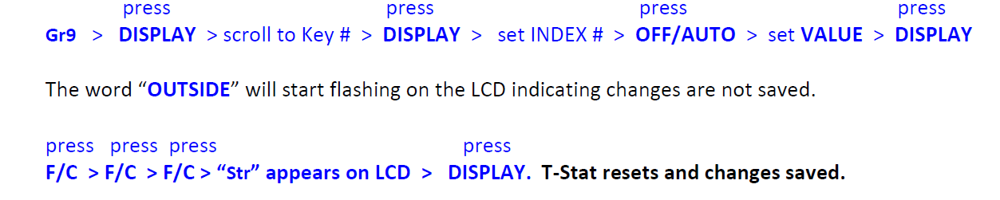 press press press press
Gr9 > DISPLAY > scroll to Key # > DISPLAY > set INDEX # > OFF/AUTO > set VALUE > DISPLAY
The word “OUTSIDE” will start flashing on the LCD indicating changes are not saved.
press press press press
F/C > F/C > F/C > “Str” appears on LCD > DISPLAY. T-Stat resets and changes saved.